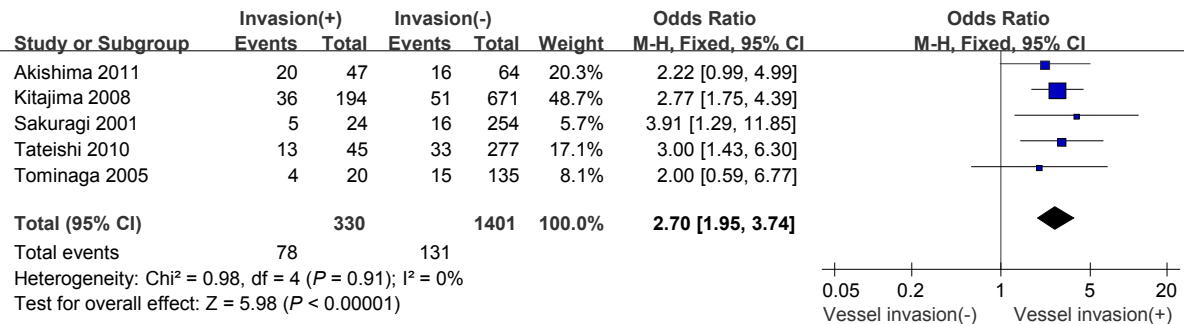 Invasion(+) Invasion(-) Odds Ratio Odds Ratio
Study or Subgroup Events Total Events Total Weight M-H, Fixed, 95% CI M-H, Fixed, 95% CI
Akishima 2011 20 47 16 64 20.3% 2.22 [0.99, 4.99]
Kitajima 2008 36 194 51 671 48.7% 2.77 [1.75, 4.39]
Sakuragi 2001 5 24 16 254 5.7% 3.91 [1.29, 11.85]
Tateishi 2010 13 45 33 277 17.1% 3.00 [1.43, 6.30]
Tominaga 2005 4 20 15 135 8.1% 2.00 [0.59, 6.77]
Total (95% CI) 330 1401 100.0% 2.70 [1.95, 3.74]
Total events 78 131
Heterogeneity: Chi² = 0.98, df = 4 (P = 0.91); I² = 0%
Test for overall effect: Z = 5.98 (P < 0.00001)
0.05 0.2 1 5 20
Vessel invasion(-) Vessel invasion(+)